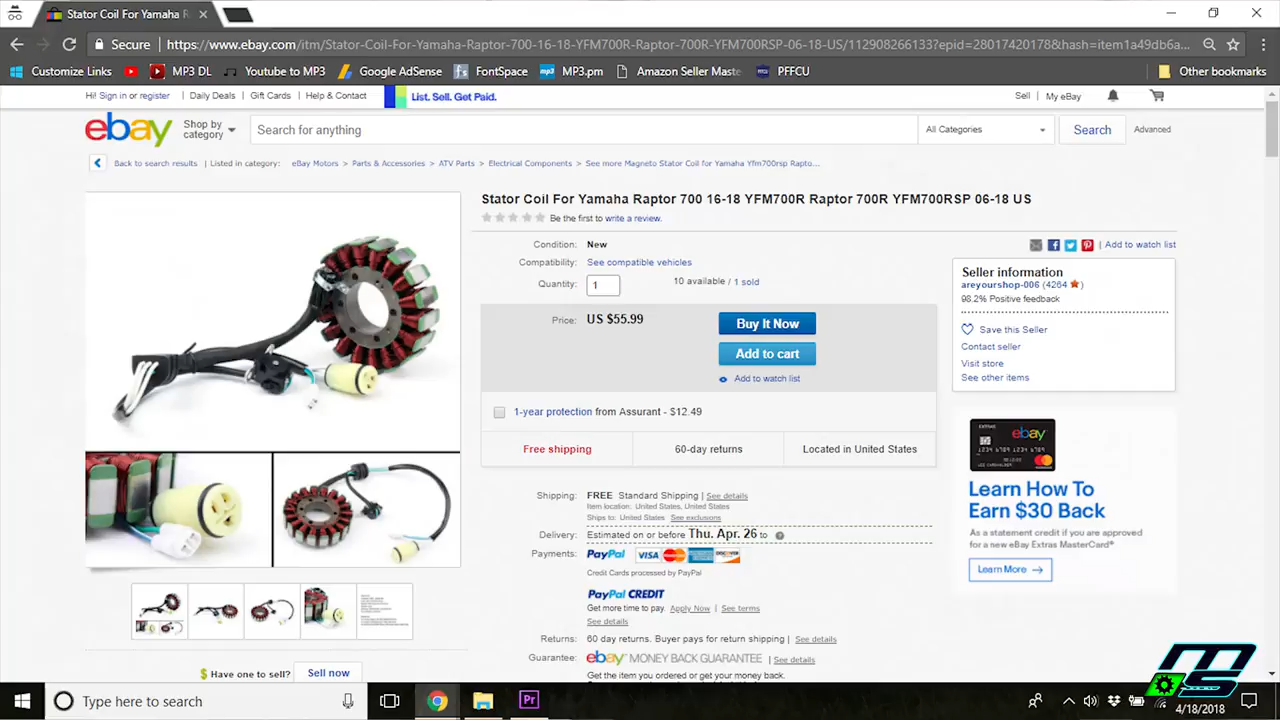 Stator Coil For Yamaha R
Secure
https://www.ebay.com/itm/Stator-Coil-For-Yamaha-Raptor-700-16-18-YFM700R-Raptor-700R-YFM700RSP-06-18-US/112908266133?epid=28017420178&hash=item1a49db6a...
Customize Links
MP3 DL
Youtube to MP3
Google AdSense
FontSpace
MP3.pm
Amazon Seller Maste
PFFCU
Other bookmarks
Hi! Sign in or register
Daily Deals
Gift Cards
Help & Contact
List. Sell. Get Paid.
Sell
My eBay
ebay
Shop by
category
Search for anything
All Categories
Search
Advanced
Back to search results
Listed in category:
eBay Motors > Parts & Accessories > ATV Parts > Electrical Components > See more Magneto Stator Coil for Yamaha Yfm700rsp Rapto...
Stator Coil For Yamaha Raptor 700 16-18 YFM700R Raptor 700R YFM700RSP 06-18 US
Be the first to write a review.
Condition: New
Add to watch list
Compatibility: See compatible vehicles
Quantity: 1
10 available / 1 sold
Price: US $55.99
Buy It Now
Add to cart
Add to watch list
1-year protection from Assurant - $12.49
Free shipping
60-day returns
Located in United States
Seller information
areyourshop-006 (4264 )
98.2% Positive feedback
Save this Seller
Contact seller
Visit store
See other items
ebay
Learn How To
Earn $30 Back
As a statement credit if you are approved
for a new eBay Extras MasterCard®
Learn More
Shipping: FREE Standard Shipping | See details
Item location: United States, United States
Ships to: United States See exclusions
Delivery: Estimated on or before Thu. Apr. 26 to
Payments: PayPal VISA
Credit Cards processed by PayPal
PayPal CREDIT
Get more time to pay. Apply Now | See terms
See details
Returns: 60 day returns. Buyer pays for return shipping | See details
Guarantee: ebay MONEY BACK GUARANTEE | See details
Get the item you ordered or get your money back.
Have one to sell? Sell now
Type here to search
Pr
4/18/2018